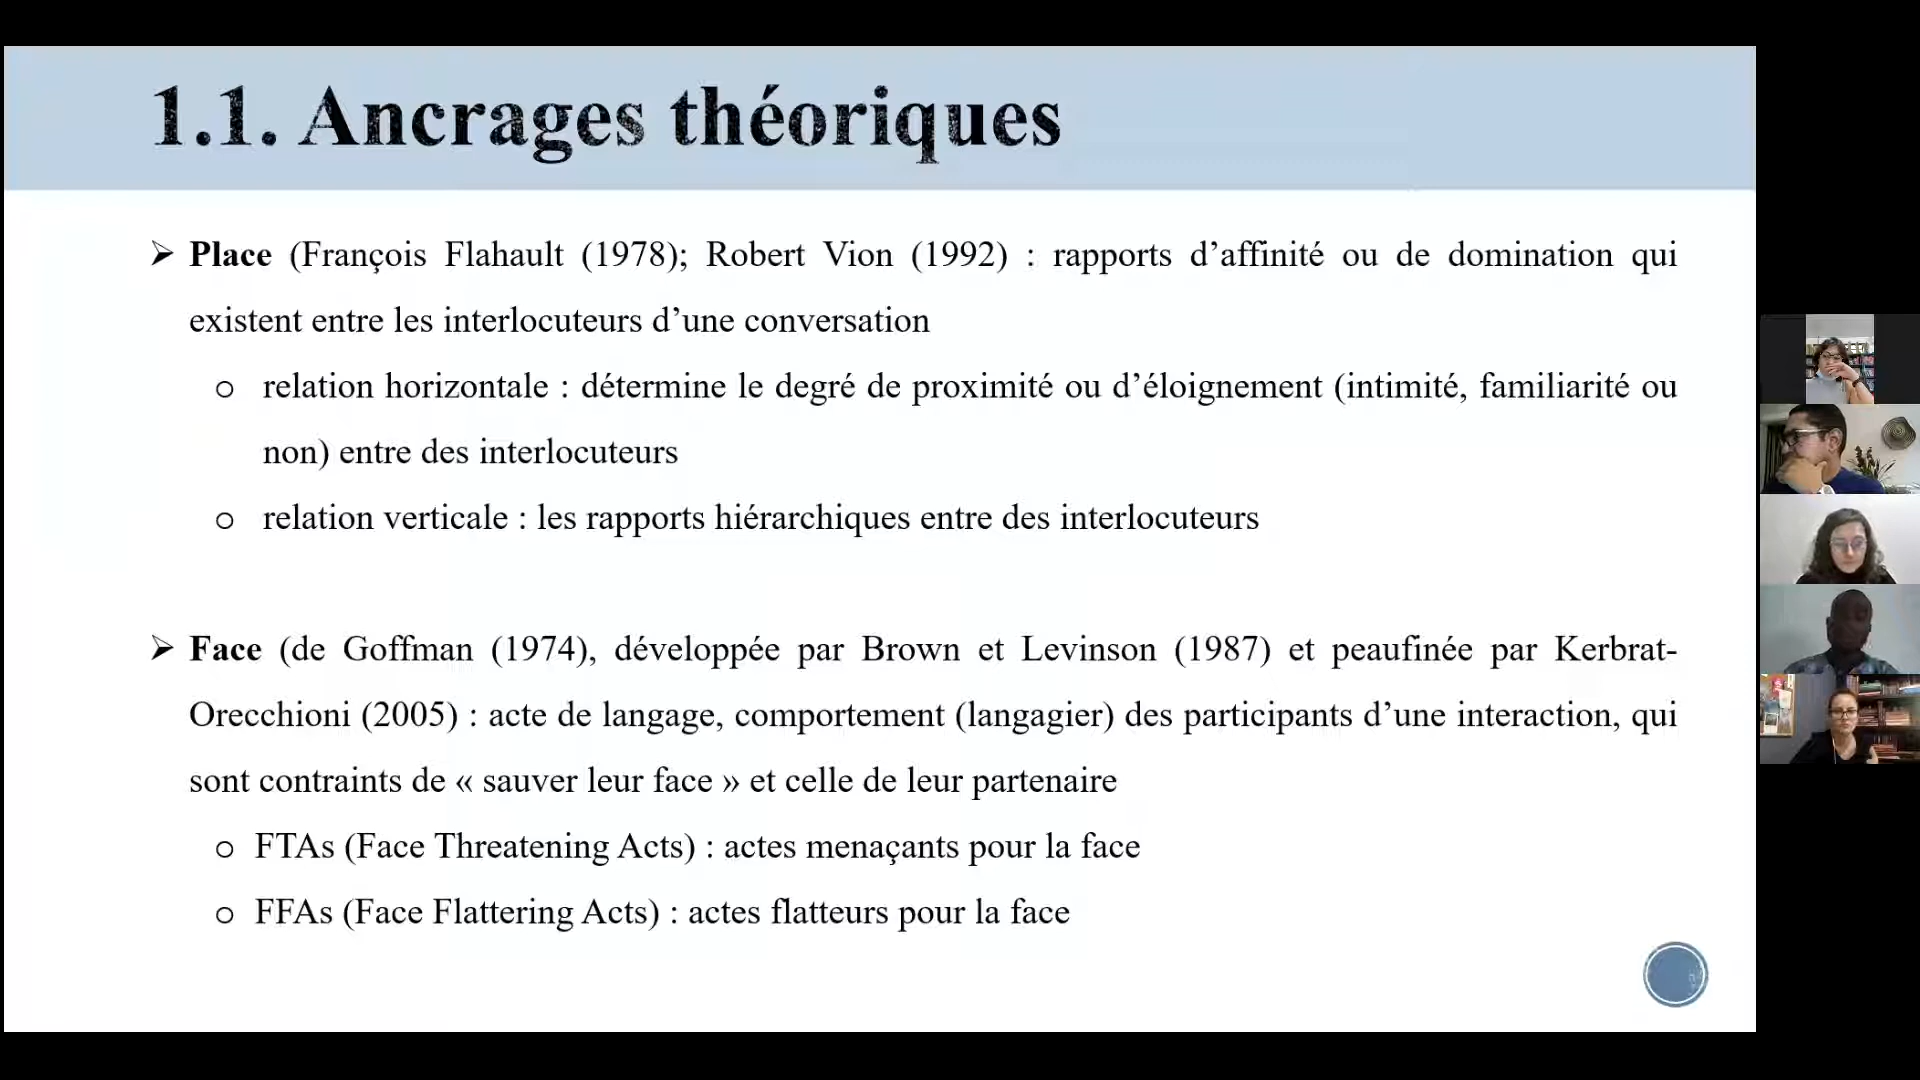 1.1. Ancrages théoriques
➢ Place (François Flahault (1978); Robert Vion (1992) : rapports d’affinité ou de domination qui
existent entre les interlocuteurs d’une conversation
o relation horizontale : détermine le degré de proximité ou d’éloignement (intimité, familiarité ou
non) entre des interlocuteurs
o relation verticale : les rapports hiérarchiques entre des interlocuteurs
➢ Face (de Goffman (1974), développée par Brown et Levinson (1987) et peaufinée par Kerbrat-
Orecchioni (2005) : acte de langage, comportement (langagier) des participants d’une interaction, qui
sont contraints de « sauver leur face » et celle de leur partenaire
o FTAs (Face Threatening Acts) : actes menaçants pour la face
o FFAs (Face Flattering Acts) : actes flatteurs pour la face